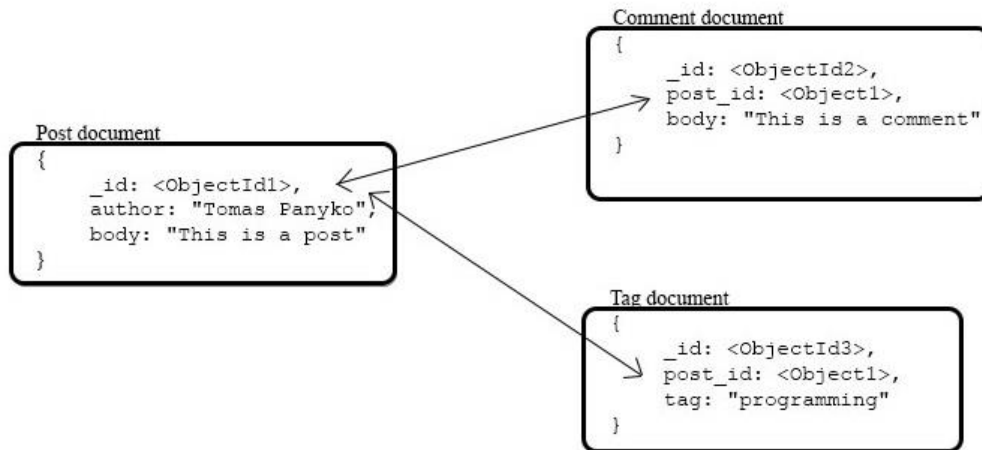 Comment document
{
_id: <ObjectId2>,
post_id: <Object1>,
body: "This is a comment"
}
Post document
{
_id: <ObjectId1>,
author: "Tomas Panyko",
body: "This is a post"
}
Tag document
{
_id: <ObjectId3>,
post_id: <Object1>,
tag: "programming"
}